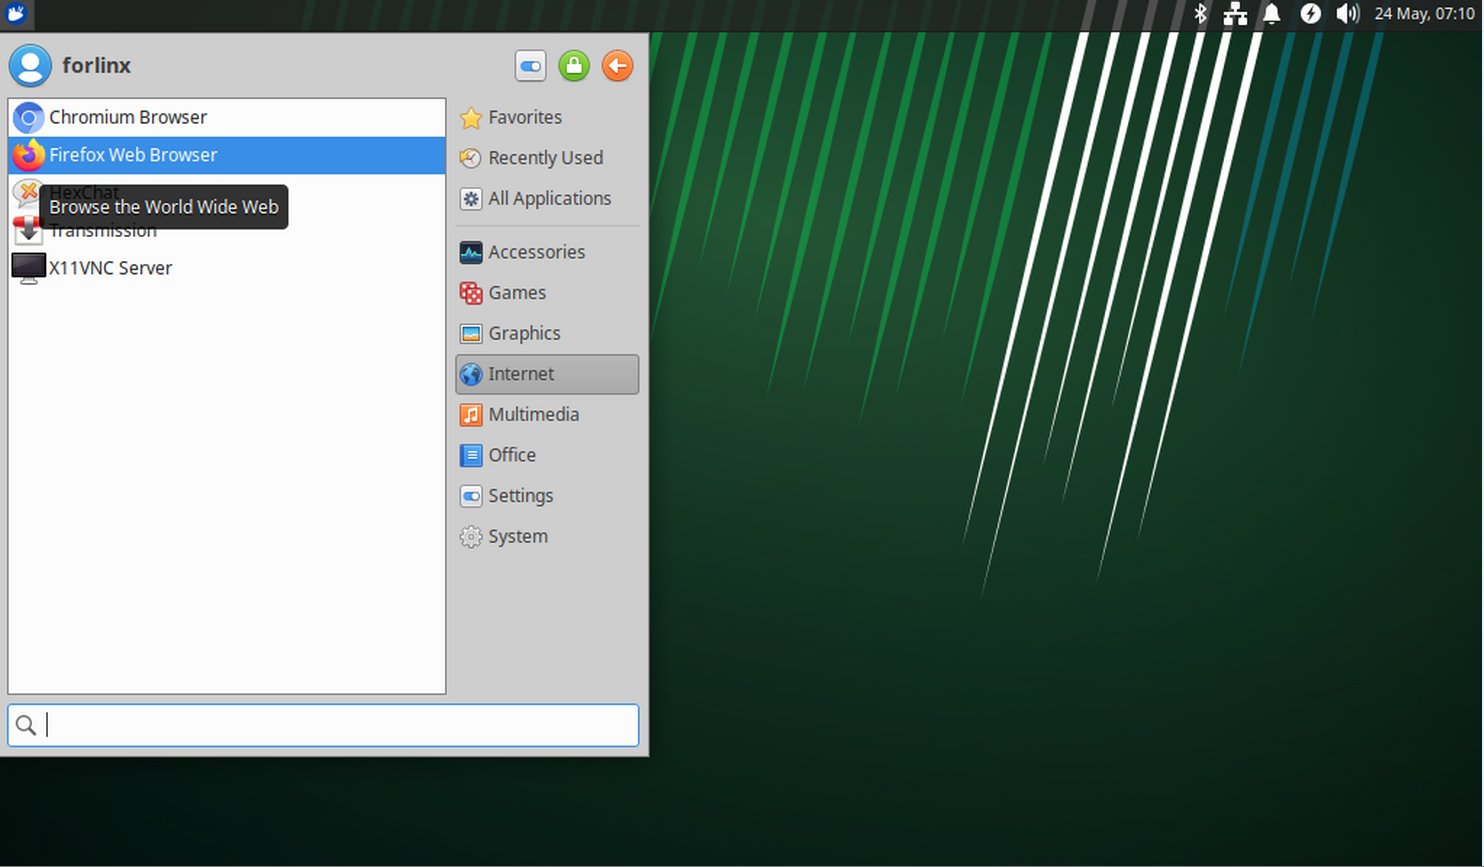 24 May, 07:10
forlinx
Chromium Browser
Firefox Web Browser
HexChat
Browse the World Wide Web
Transmission
X11VNC Server
Favorites
Recently Used
All Applications
Accessories
Games
Graphics
Internet
Multimedia
Office
Settings
System